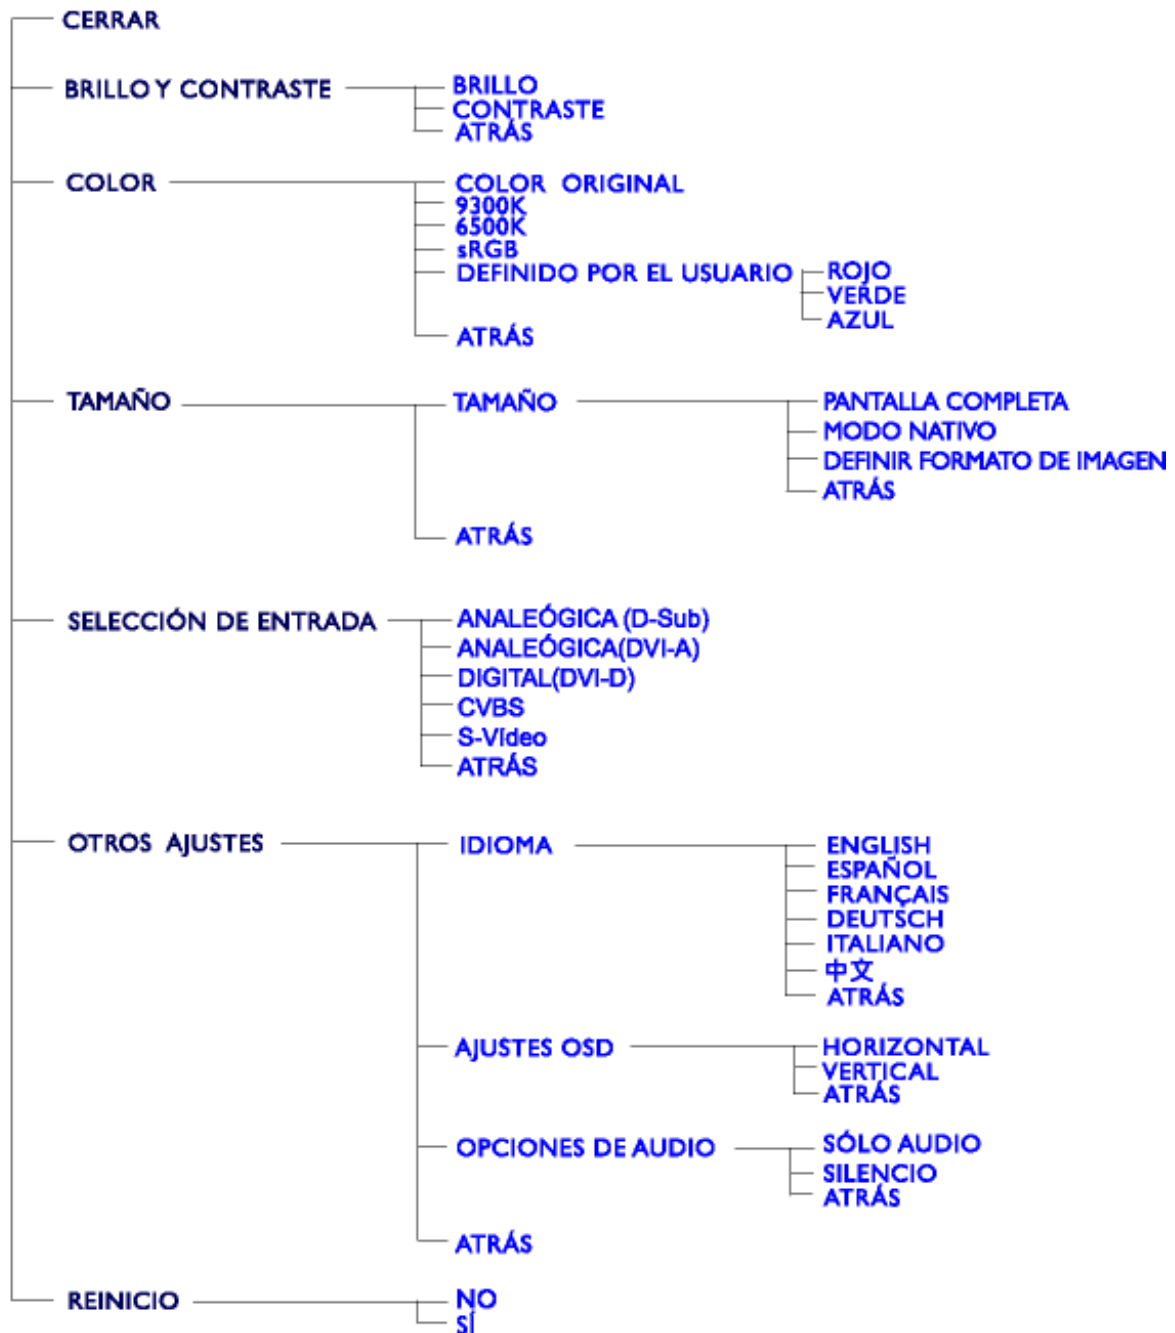 CERRAR
BRILLO Y CONTRASTE
BRILLO
CONTRASTE
ATRÁS
COLOR
COLOR ORIGINAL
9300K
6500K
sRGB
DEFINIDO POR EL USUARIO
ROJO
VERDE
AZUL
ATRÁS
TAMAÑO
TAMAÑO
PANTALLA COMPLETA
MODO NATIVO
DEFINIR FORMATO DE IMAGEN
ATRÁS
ATRÁS
SELECCIÓN DE ENTRADA
ANALEÓGICA (D-Sub)
ANALEÓGICA(DVI-A)
DIGITAL(DVI-D)
CVBS
S-Vídeo
ATRÁS
OTROS AJUSTES
IDIOMA
ENGLISH
ESPAÑOL
FRANÇAIS
DEUTSCH
ITALIANO
中文
ATRÁS
AJUSTES OSD
HORIZONTAL
VERTICAL
ATRÁS
OPCIONES DE AUDIO
SÓLO AUDIO
SILENCIO
ATRÁS
ATRÁS
REINICIO
NO
SÍ